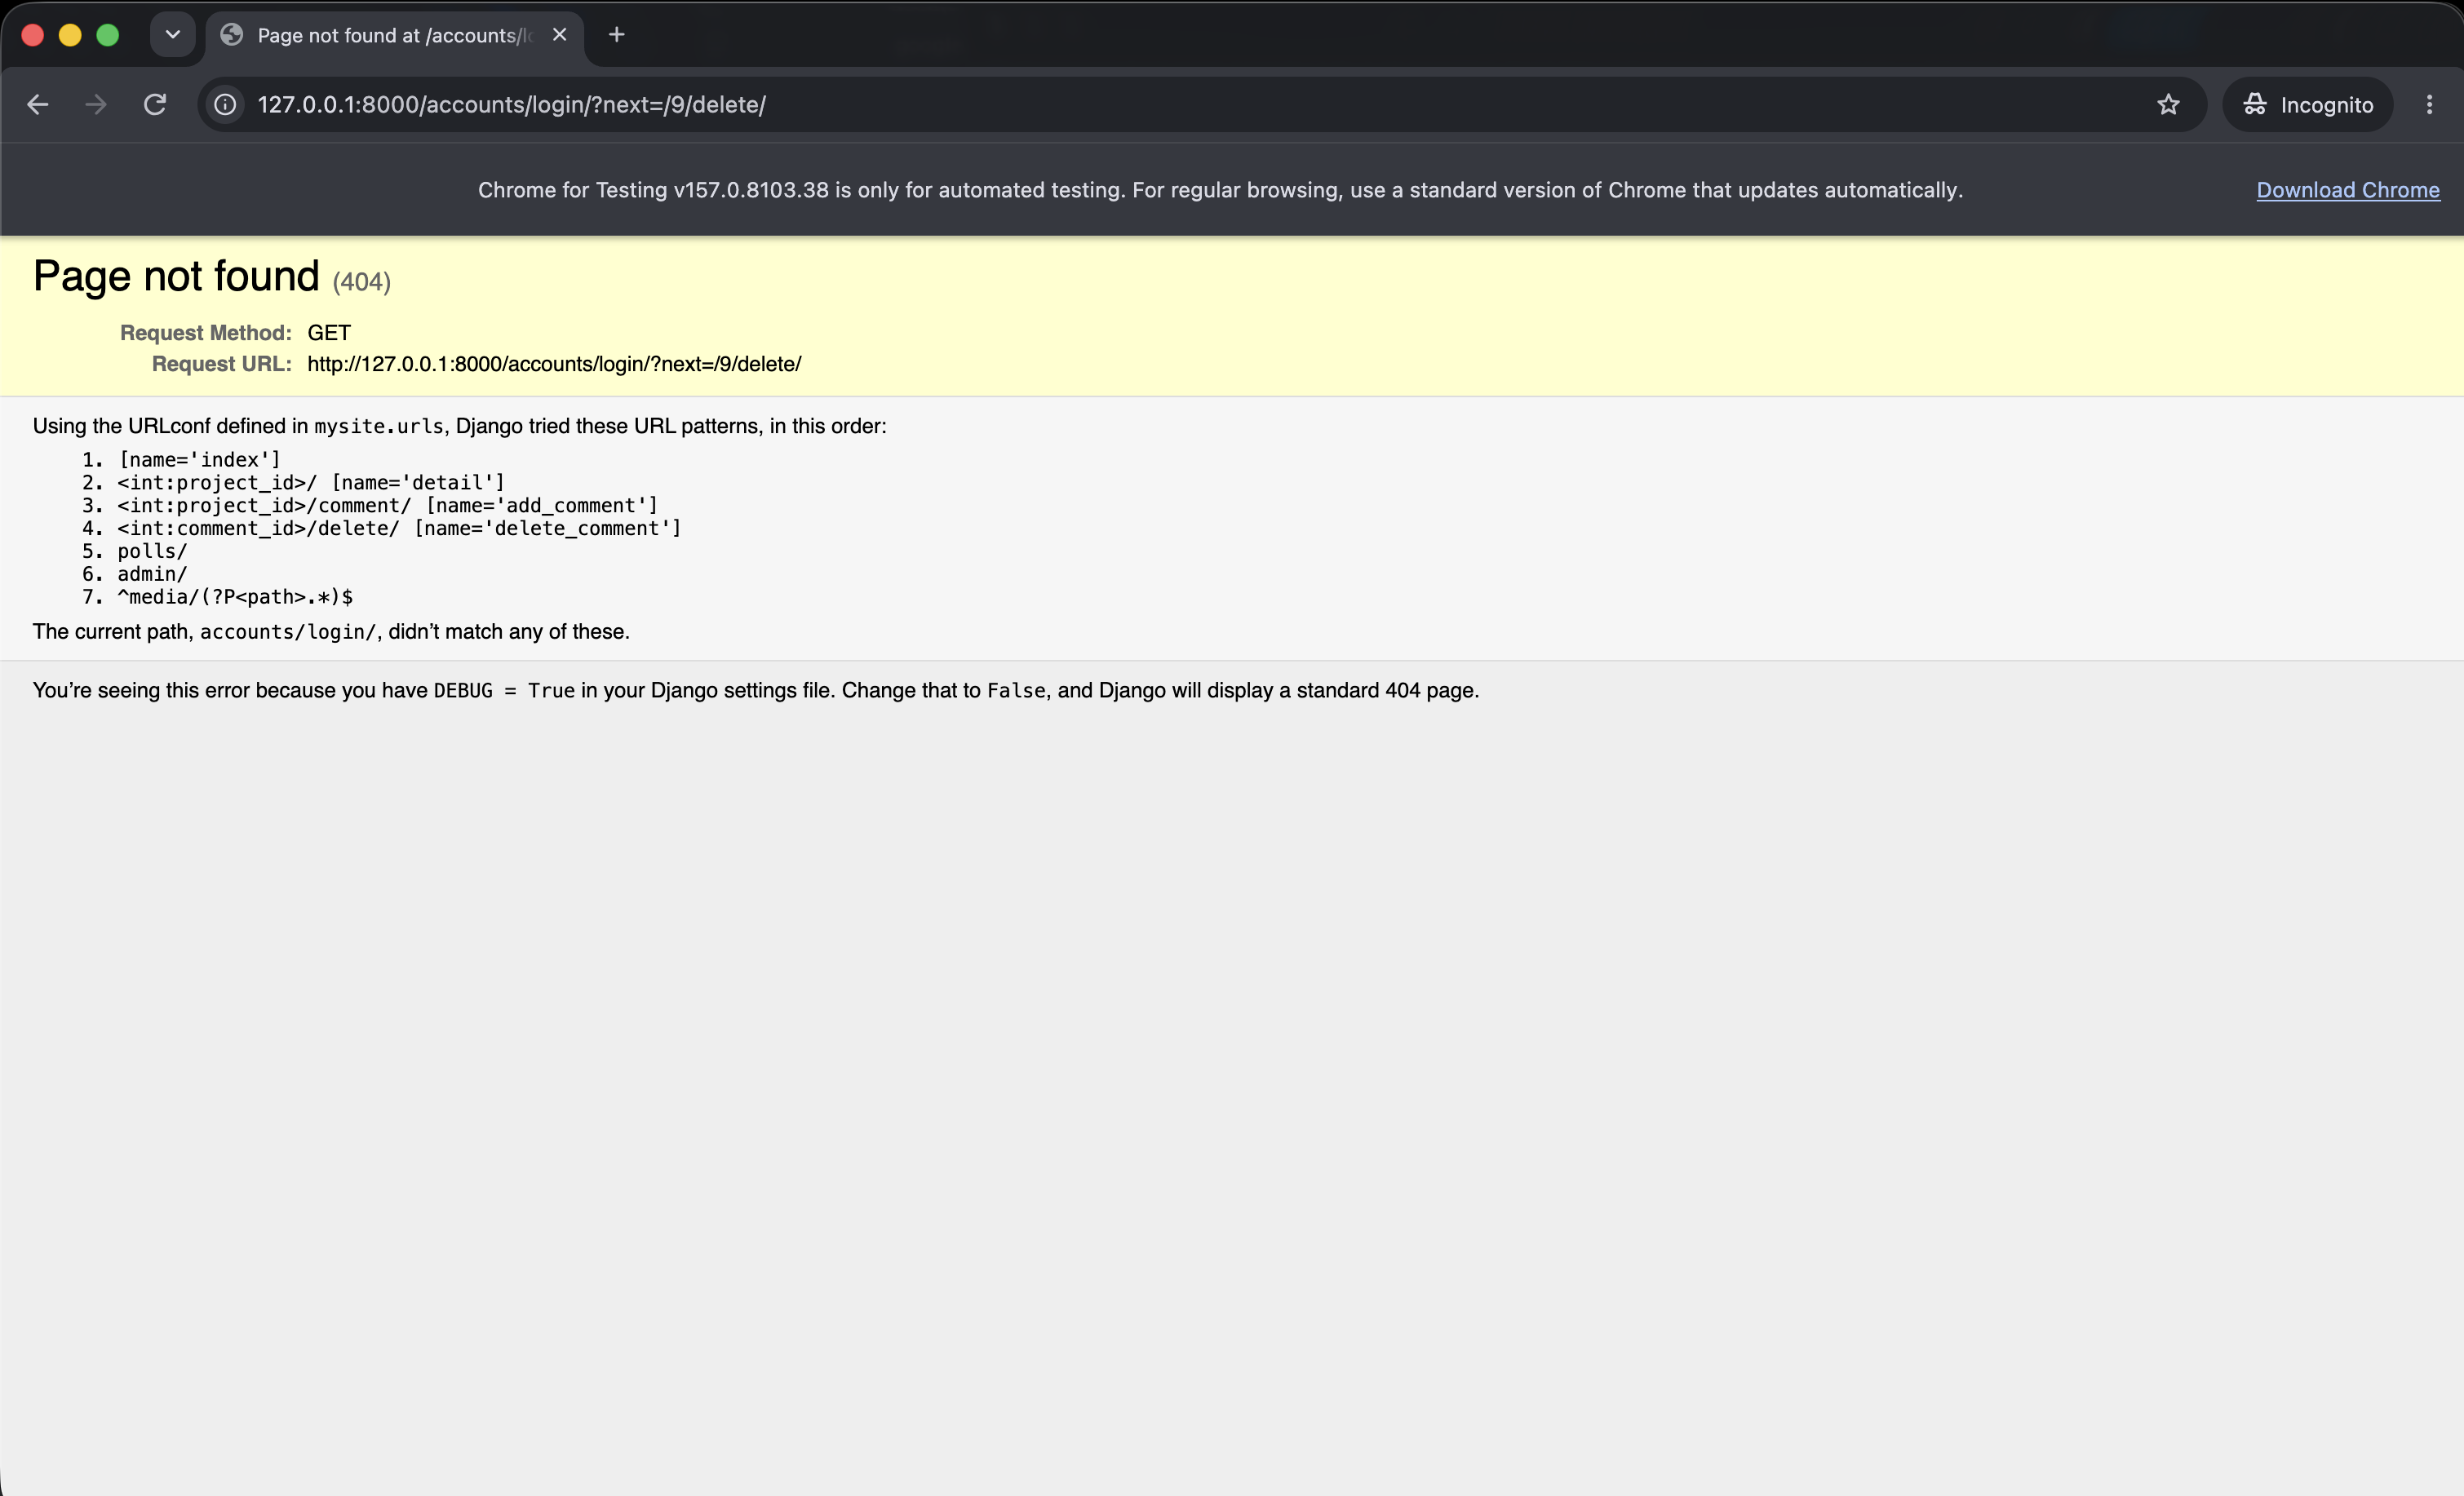 Page not found at /accounts/lo
127.0.0.1:8000/accounts/login/?next=/9/delete/
Incognito
Chrome for Testing v157.0.8103.38 is only for automated testing. For regular browsing, use a standard version of Chrome that updates automatically.
Download Chrome
Page not found (404)
Request Method: GET
Request URL: http://127.0.0.1:8000/accounts/login/?next=/9/delete/
Using the URLconf defined in mysite.urls, Django tried these URL patterns, in this order:
1. [name='index']
2. <int:project_id>/ [name='detail']
3. <int:project_id>/comment/ [name='add_comment']
4. <int:comment_id>/delete/ [name='delete_comment']
5. polls/
6. admin/
7. ^media/(?P<path>.*)$
The current path, accounts/login/, didn’t match any of these.
You’re seeing this error because you have DEBUG = True in your Django settings file. Change that to False, and Django will display a standard 404 page.